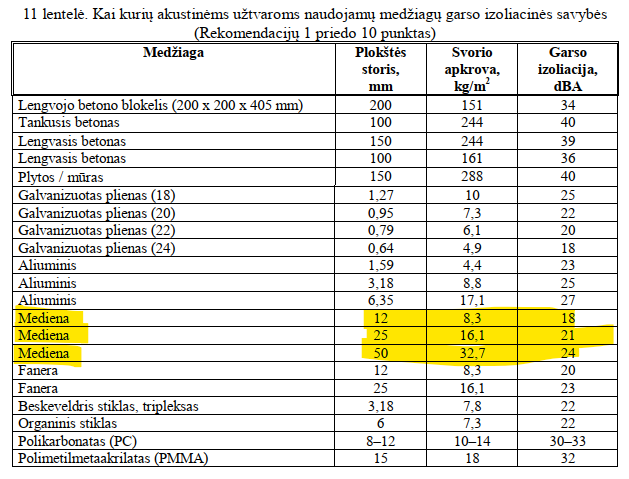 11 lentelė. Kai kurių akustinėms užtvaroms naudojamų medžiagų garso izoliacinės savybės
(Rekomendacijų 1 priedo 10 punktas)
Medžiaga Plokštės storis, mm Svorio apkrova, kg/m² Garso izoliacija, dBA
Lengvojo betono blokelis (200 x 200 x 405 mm) 200 151 34
Tankusis betonas 100 244 40
Lengvasis betonas 150 244 39
Lengvasis betonas 100 161 36
Plytos / mūras 150 288 40
Galvanizuotas plienas (18) 1,27 10 25
Galvanizuotas plienas (20) 0,95 7,3 22
Galvanizuotas plienas (22) 0,79 6,1 20
Galvanizuotas plienas (24) 0,64 4,9 18
Aliuminis 1,59 4,4 23
Aliuminis 3,18 8,8 25
Aliuminis 6,35 17,1 27
Mediena 12 8,3 18
Mediena 25 16,1 21
Mediena 50 32,7 24
Fanera 12 8,3 20
Fanera 25 16,1 23
Beskeveldris stiklas, tripleksas 3,18 7,8 22
Organinis stiklas 6 7,3 22
Polikarbonatas (PC) 8–12 10–14 30–33
Polimetilmetaakrilatas (PMMA) 15 18 32